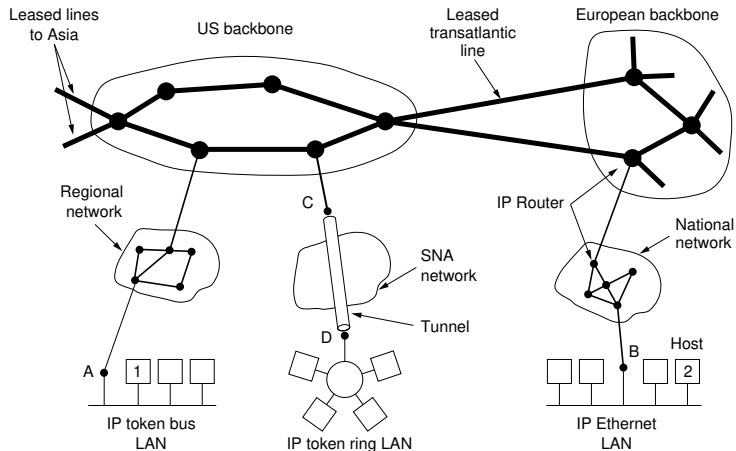 Leased lines
to Asia
US backbone
Leased
transatlantic
line
European backbone
Regional
network
C
IP Router
National
network
SNA
network
Tunnel
D
A
1
B
Host
2
IP token bus
LAN
IP token ring LAN
IP Ethernet
LAN